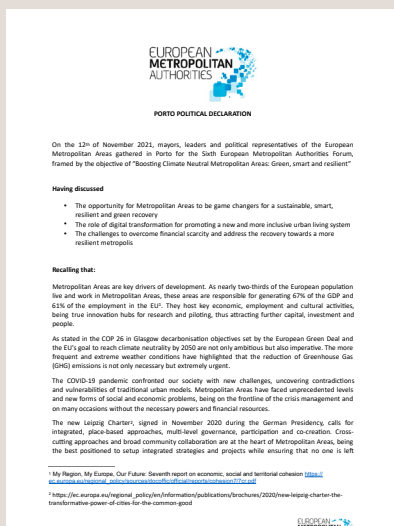 EUROPEAN
METROPOLITAN
AUTHORITIES
PORTO POLITICAL DECLARATION
On the 12th of November 2021, mayors, leaders and political representatives of the European
Metropolitan Areas gathered in Porto for the Sixth European Metropolitan Authorities Forum,
framed by the objective of "Boosting Climate Neutral Metropolitan Areas: Green, smart and resilient"
Having discussed
• The opportunity for Metropolitan Areas to be game changers for a sustainable, smart,
resilient and green recovery
• The role of digital transformation for promoting a new and more inclusive urban living system
• The challenges to overcome financial scarcity and address the recovery towards a more
resilient metropolis
Recalling that:
Metropolitan Areas are key drivers of development. As nearly two-thirds of the European population
live and work in Metropolitan Areas, these areas are responsible for generating 67% of the GDP and
61% of the employment in the EU¹. They host key economic, employment and cultural activities,
being true innovation hubs for research and piloting, thus attracting further capital, investment and
people.
As stated in the COP 26 in Glasgow decarbonisation objectives set by the European Green Deal and
the EU's goal to reach climate neutrality by 2050 are not only ambitious but also imperative. The more
frequent and extreme weather conditions have highlighted that the reduction of Greenhouse Gas
(GHG) emissions is not only necessary but extremely urgent.
The COVID-19 pandemic confronted our society with new challenges, uncovering contradictions
and vulnerabilities of traditional urban models. Metropolitan Areas have faced unprecedented levels
and new forms of social and economic problems, being on the frontline of the crisis management and
on many occasions without the necessary powers and financial resources.
The new Leipzig Charter², signed in November 2020 during the German Presidency, calls for
integrated, place-based approaches, multi-level governance, participation and co-creation. Cross-
cutting approaches and broad community collaboration are at the heart of Metropolitan Areas, being
the best positioned to setup integrated strategies and projects while ensuring that no one is left
¹ My Region, My Europe, Our Future: Seventh report on economic, social and territorial cohesion https://
ec.europa.eu/regional_policy/sources/docoffic/official/reports/cohesion7/7cr.pdf
² https://ec.europa.eu/regional_policy/en/information/publications/brochures/2020/new-leipzig-charter-the-
transformative-power-of-cities-for-the-common-good
EUROPEAN